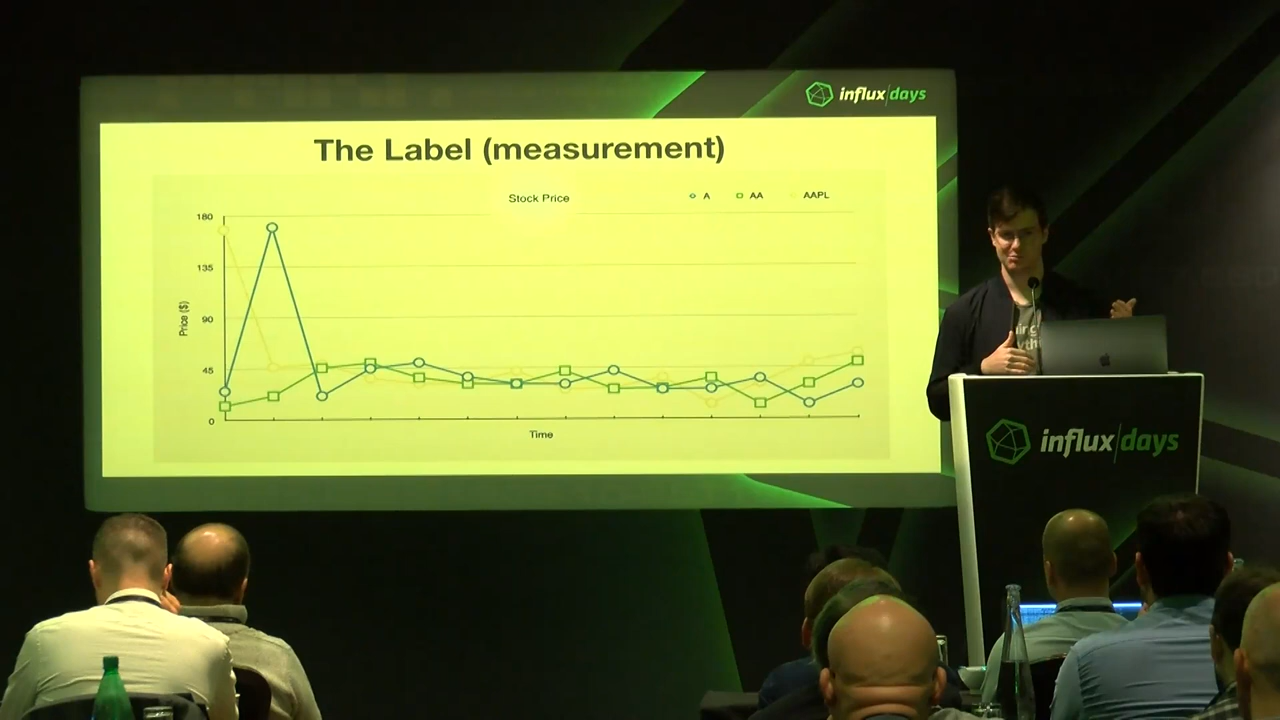 influx|days
The Label (measurement)
Stock Price
A
AA
AAPL
180
135
90
45
0
Price ($)
Time
influx|days